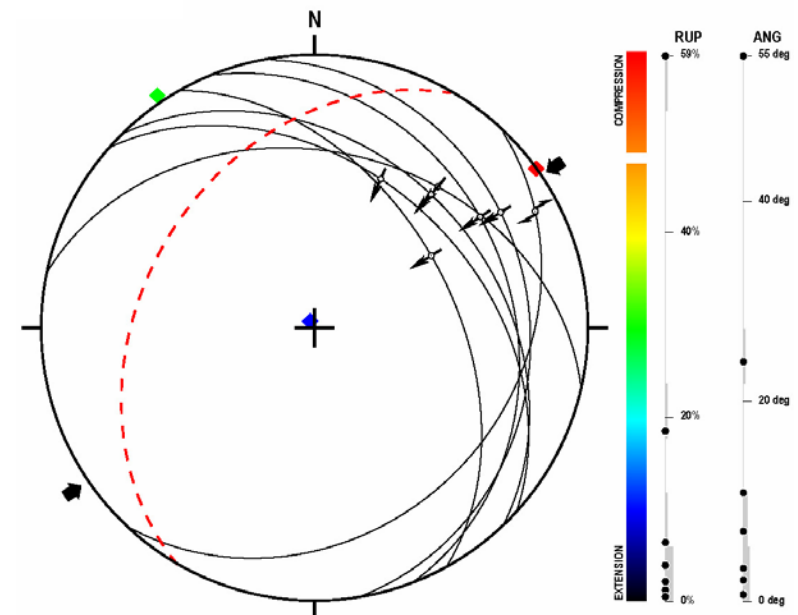 N
RUP
ANG
COMPRESSION
EXTENSION
59%
40%
20%
0%
55 deg
40 deg
20 deg
0 deg